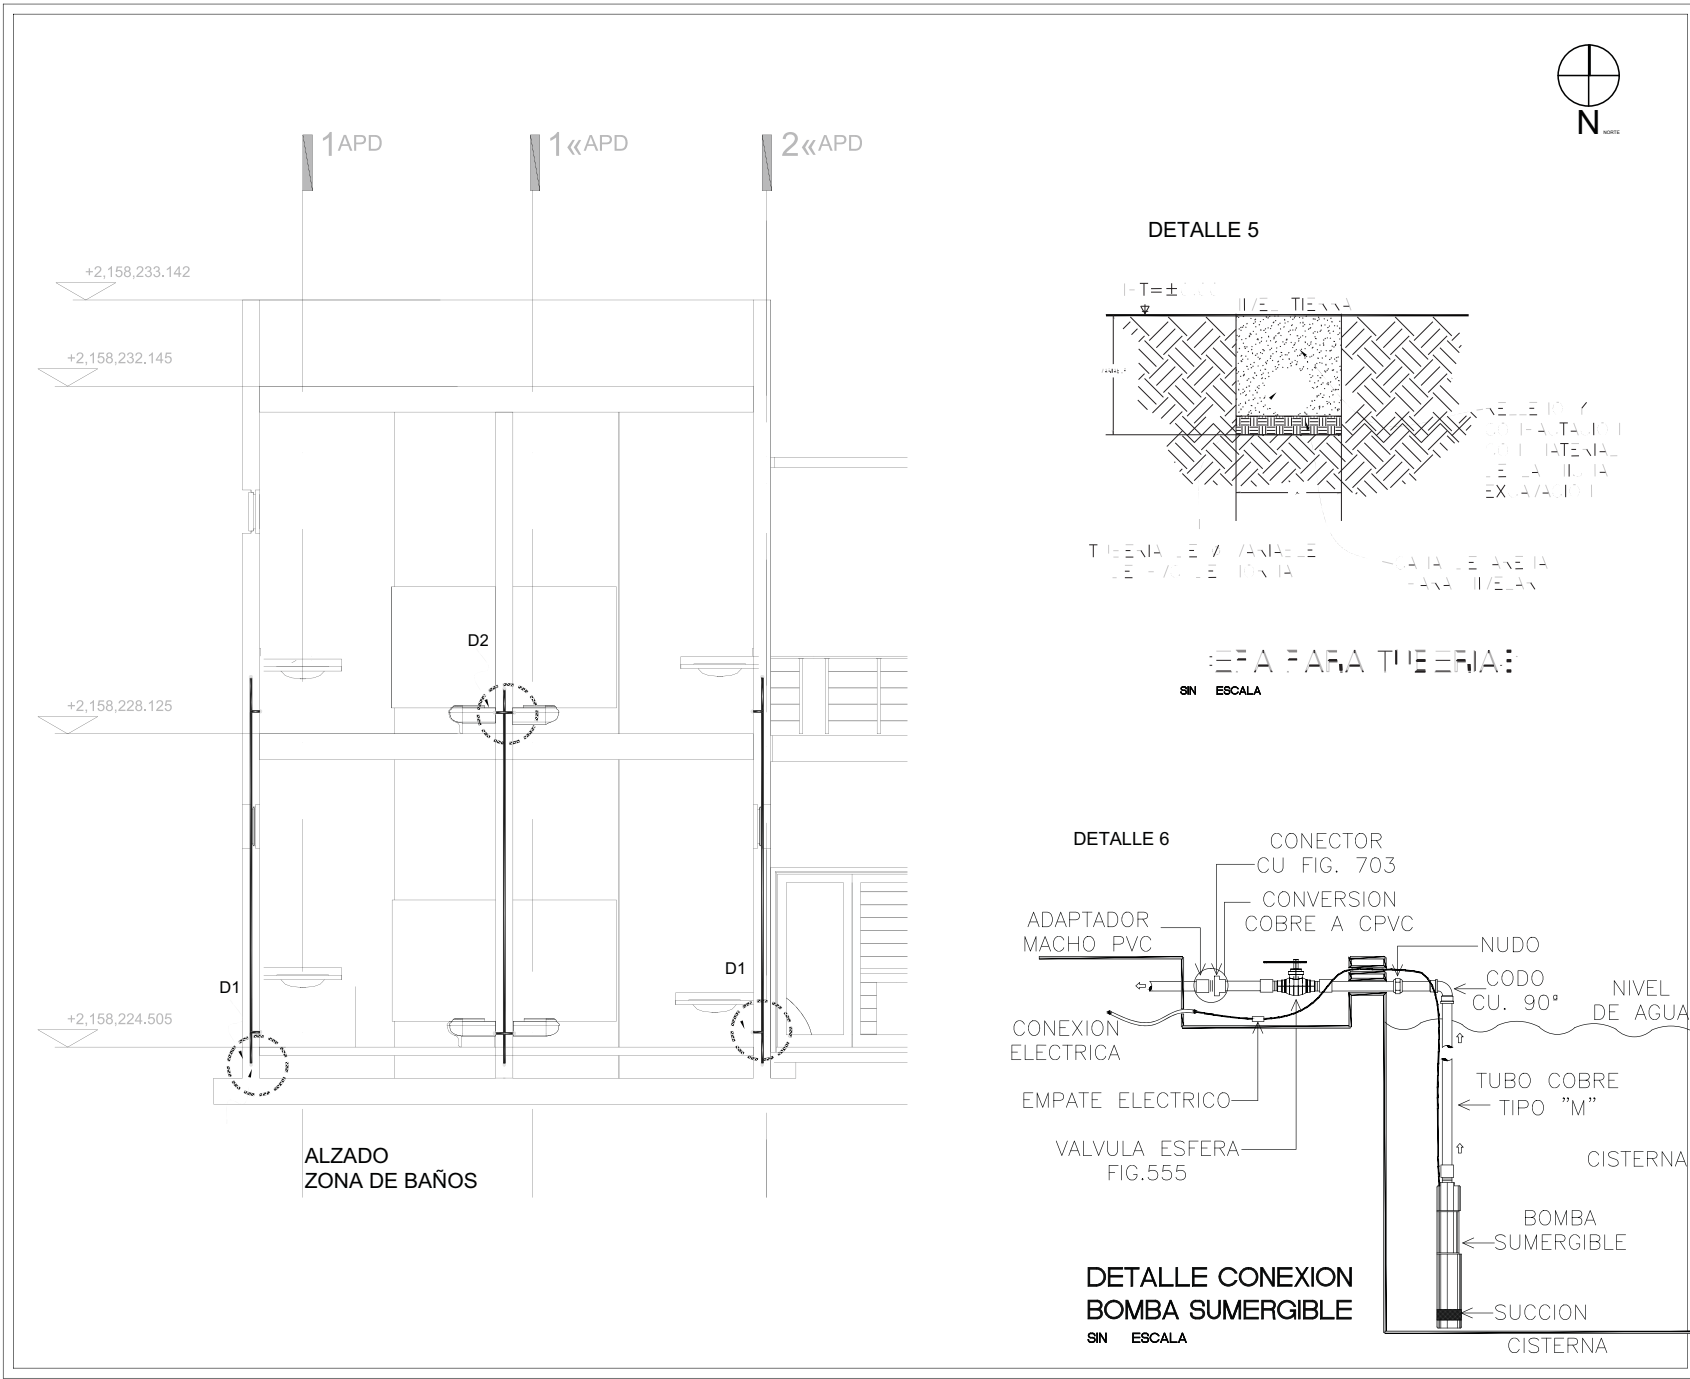 N NORTE
1APD
1«APD
2«APD
+2,158,233.142
+2,158,232.145
+2,158,228.125
+2,158,224.505
D2
D1
D1
ALZADO
ZONA DE BAÑOS
DETALLE 5
SIN ESCALA
DETALLE 6
CONECTOR
CU FIG. 703
CONVERSION
COBRE A CPVC
ADAPTADOR
MACHO PVC
NUDO
CODO
CU. 90°
NIVEL
DE AGUA
CONEXION
ELECTRICA
EMPATE ELECTRICO
TUBO COBRE
TIPO "M"
VALVULA ESFERA
FIG.555
CISTERNA
BOMBA
SUMERGIBLE
SUCCION
CISTERNA
DETALLE CONEXION
BOMBA SUMERGIBLE
SIN ESCALA